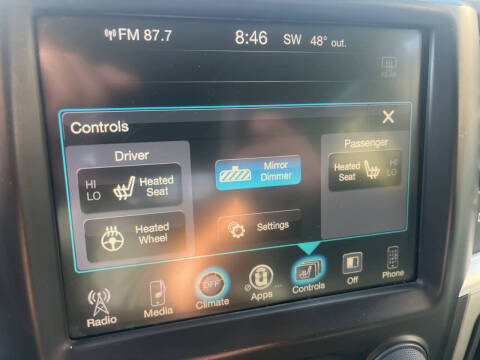 FM 87.7 8:46 SW 48° out.
REAR
Controls X
Driver
HI
LO
Heated
Seat
Heated
Wheel
Mirror
Dimmer
Settings
Passenger
Heated
Seat
HI
LO
Radio
Media
OFF
Climate
Apps
Controls
Off
Phone